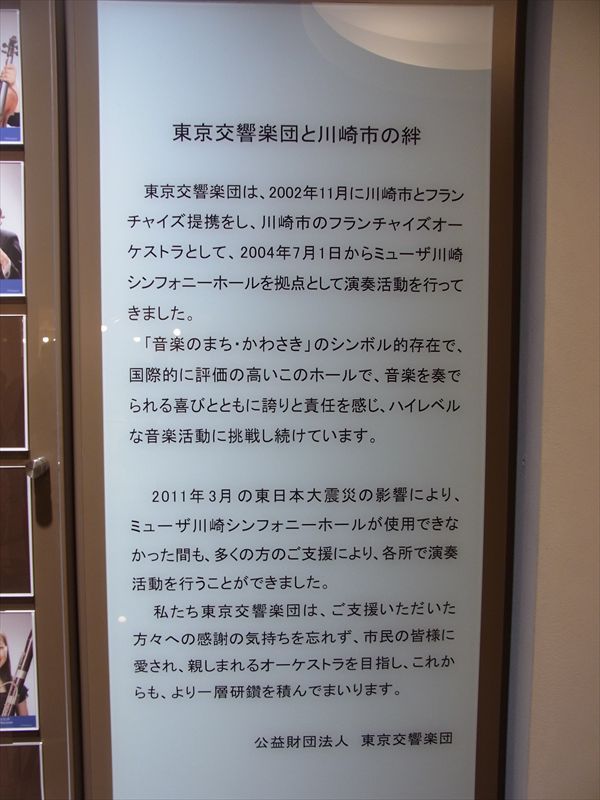 東京交響楽団と川崎市の絆
東京交響楽団は、2002年11月に川崎市とフラン
チャイズ提携をし、川崎市のフランチャイズオー
ケストラとして、2004年7月1日からミューザ川崎
シンフォニーホールを拠点として演奏活動を行って
きました。
「音楽のまち・かわさき」のシンボル的存在で、
国際的に評価の高いこのホールで、音楽を奏で
られる喜びとともに誇りと責任を感じ、ハイレベル
な音楽活動に挑戦し続けています。
2011年3月の東日本大震災の影響により、
ミューザ川崎シンフォニーホールが使用できな
かった間も、多くの方のご支援により、各所で演奏
活動を行うことができました。
私たち東京交響楽団は、ご支援いただいた
方々への感謝の気持ちを忘れず、市民の皆様に
愛され、親しまれるオーケストラを目指し、これか
らも、より一層研鑽を積んでまいります。
公益財団法人 東京交響楽団